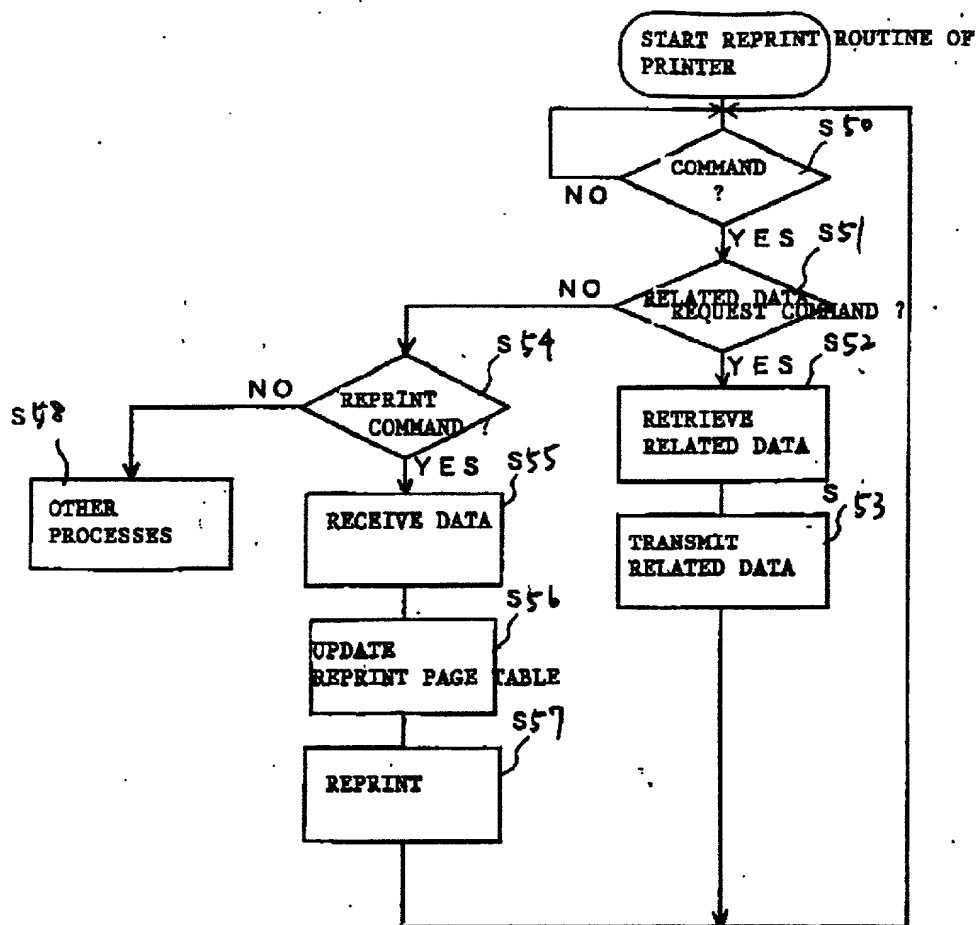 START REPRINT ROUTINE OF
PRINTER
S50
COMMAND
?
NO
YES
S51
RELATED DATA
REQUEST COMMAND ?
NO
YES
S52
RETRIEVE
RELATED DATA
S
53
TRANSMIT
RELATED DATA
S54
REPRINT
COMMAND ?
NO
YES
S58
OTHER
PROCESSES
S55
RECEIVE DATA
S56
UPDATE
REPRINT PAGE TABLE
S57
REPRINT